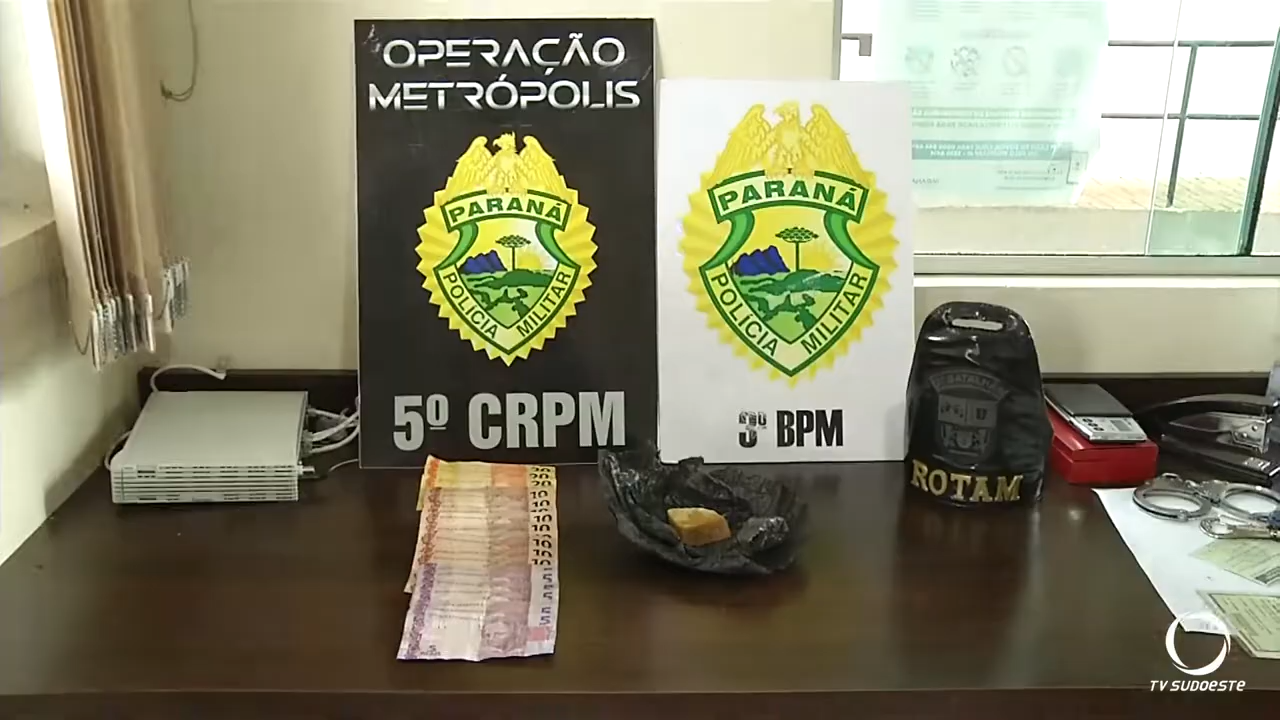 OPERAÇÃO
METRÓPOLIS
PARANÁ
POLÍCIA MILITAR
5º CRPM
PARANÁ
POLÍCIA MILITAR
3º BPM
ROTAM
TV SUDOESTE